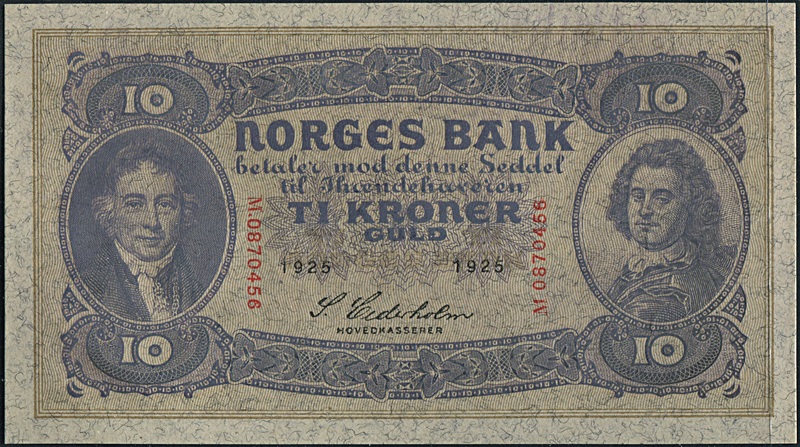 10 10
NORGES BANK
betaler mod denne Seddel
til Ihændehaveren
TI KRONER
GULD
M.0870456
M.0870456
1925 1925
S. Cederholm
HOVEDKASSERER
10 10